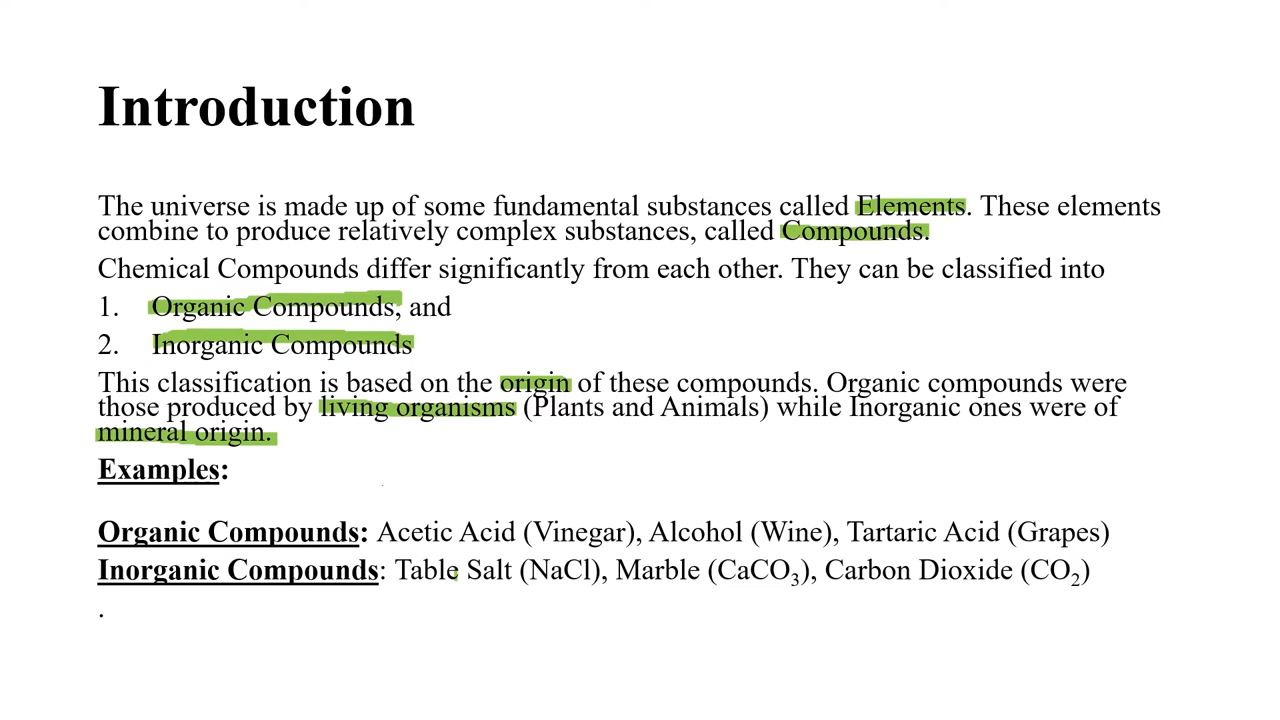 Introduction
The universe is made up of some fundamental substances called Elements. These elements
combine to produce relatively complex substances, called Compounds.
Chemical Compounds differ significantly from each other. They can be classified into
1. Organic Compounds, and
2. Inorganic Compounds
This classification is based on the origin of these compounds. Organic compounds were
those produced by living organisms (Plants and Animals) while Inorganic ones were of
mineral origin.
Examples:
Organic Compounds: Acetic Acid (Vinegar), Alcohol (Wine), Tartaric Acid (Grapes)
Inorganic Compounds: Table Salt (NaCl), Marble (CaCO₃), Carbon Dioxide (CO₂)
.